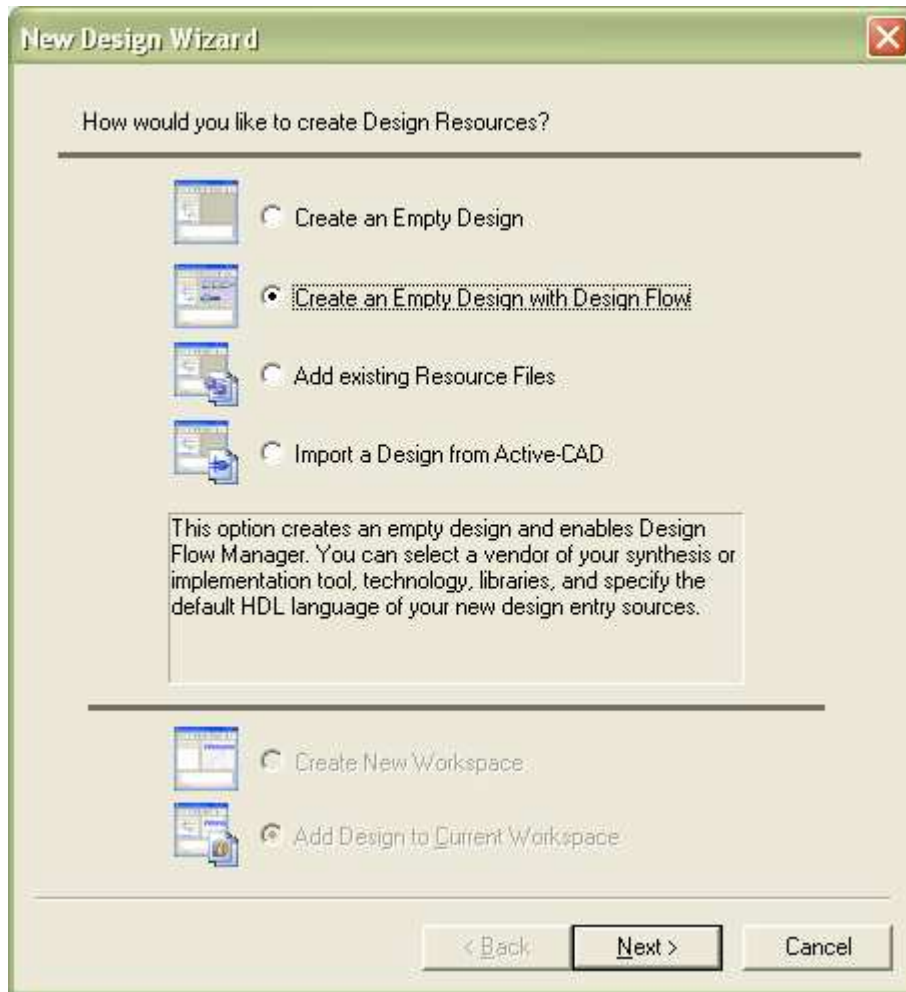 New Design Wizard
How would you like to create Design Resources?
Create an Empty Design
Create an Empty Design with Design Flow
Add existing Resource Files
Import a Design from Active-CAD
This option creates an empty design and enables Design
Flow Manager. You can select a vendor of your synthesis or
implementation tool, technology, libraries, and specify the
default HDL language of your new design entry sources.
Create New Workspace
Add Design to Current Workspace
< Back
Next >
Cancel